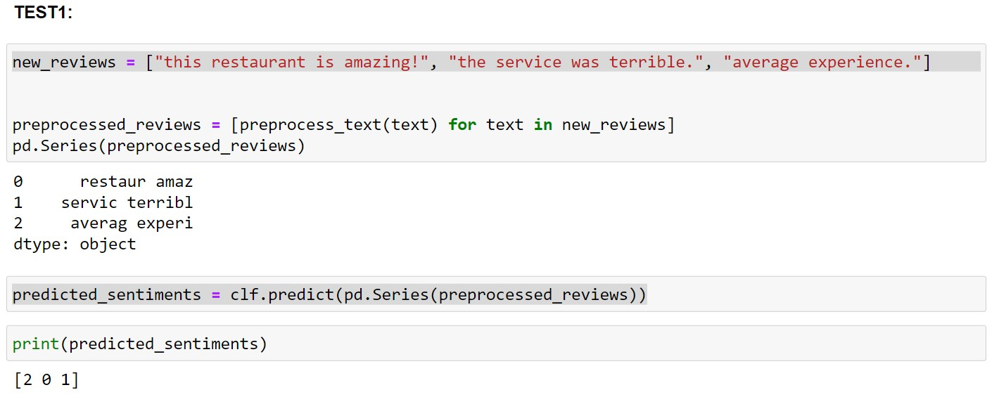 TEST1:
new_reviews = ["this restaurant is amazing!", "the service was terrible.", "average experience."]
preprocessed_reviews = [preprocess_text(text) for text in new_reviews]
pd.Series(preprocessed_reviews)
0      restaur amaz
1    servic terribl
2     averag experi
dtype: object
predicted_sentiments = clf.predict(pd.Series(preprocessed_reviews))
print(predicted_sentiments)
[2 0 1]